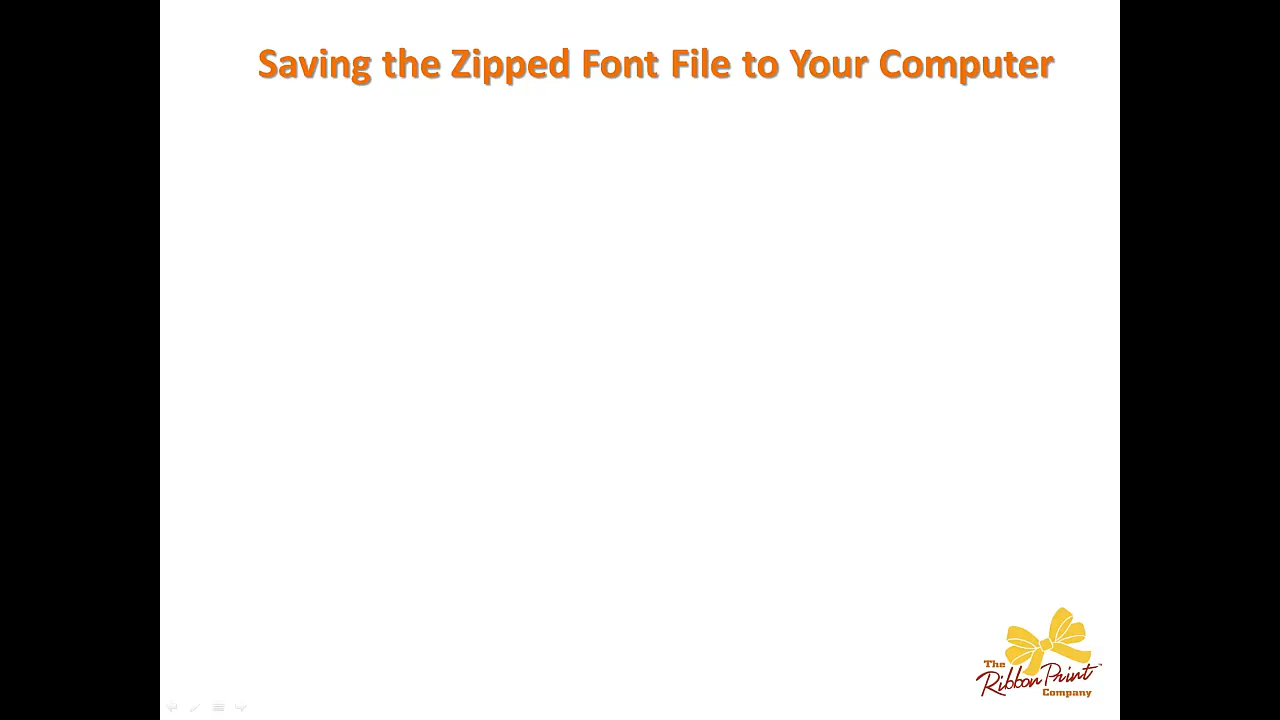 Saving the Zipped Font File to Your Computer
The
Ribbon Print
Company